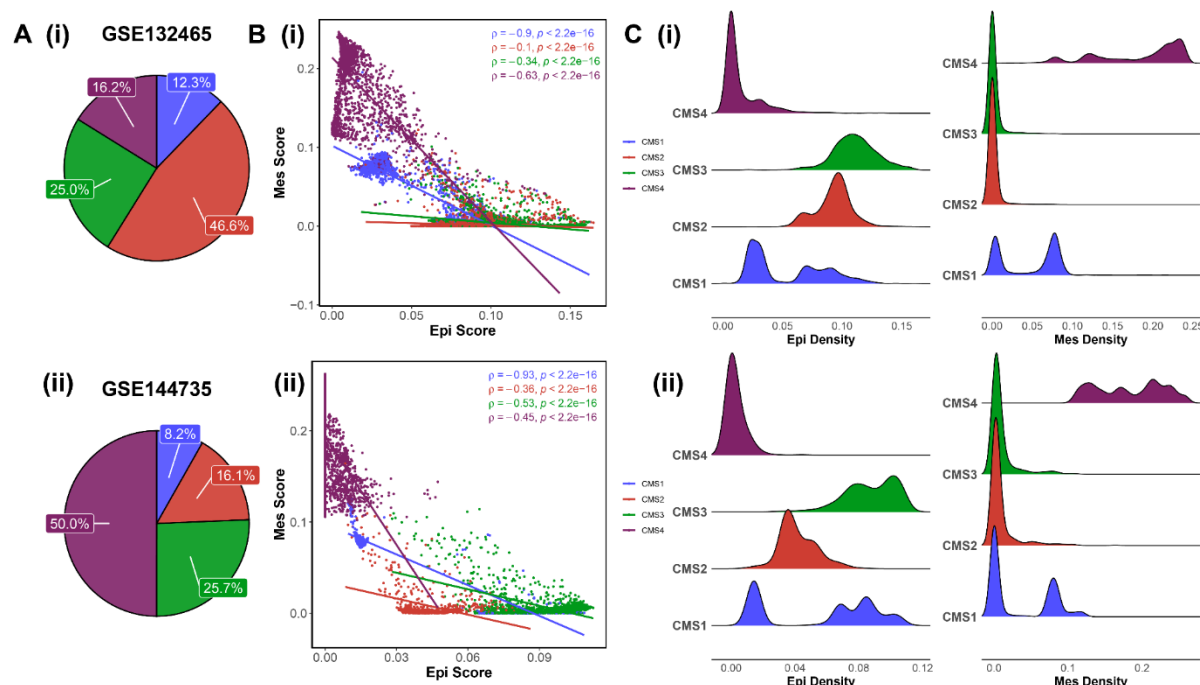 A (i) GSE132465
16.2%
12.3%
25.0%
46.6%
B (i)
ρ = −0.9, p < 2.2e−16
ρ = −0.1, p < 2.2e−16
ρ = −0.34, p < 2.2e−16
ρ = −0.63, p < 2.2e−16
Mes Score
0.2
0.1
0.0
−0.1
0.00 0.05 0.10 0.15
Epi Score
CMS1
CMS2
CMS3
CMS4
C (i)
CMS4
CMS3
CMS2
CMS1
0.00 0.05 0.10 0.15
Epi Density
CMS4
CMS3
CMS2
CMS1
0.00 0.05 0.10 0.15 0.20 0.25
Mes Density
(ii) GSE144735
8.2%
16.1%
50.0%
25.7%
(ii)
ρ = −0.93, p < 2.2e−16
ρ = −0.36, p < 2.2e−16
ρ = −0.53, p < 2.2e−16
ρ = −0.45, p < 2.2e−16
Mes Score
0.2
0.1
0.0
0.00 0.03 0.06 0.09
Epi Score
CMS1
CMS2
CMS3
CMS4
(ii)
CMS4
CMS3
CMS2
CMS1
0.00 0.04 0.08 0.12
Epi Density
CMS4
CMS3
CMS2
CMS1
0.0 0.1 0.2
Mes Density